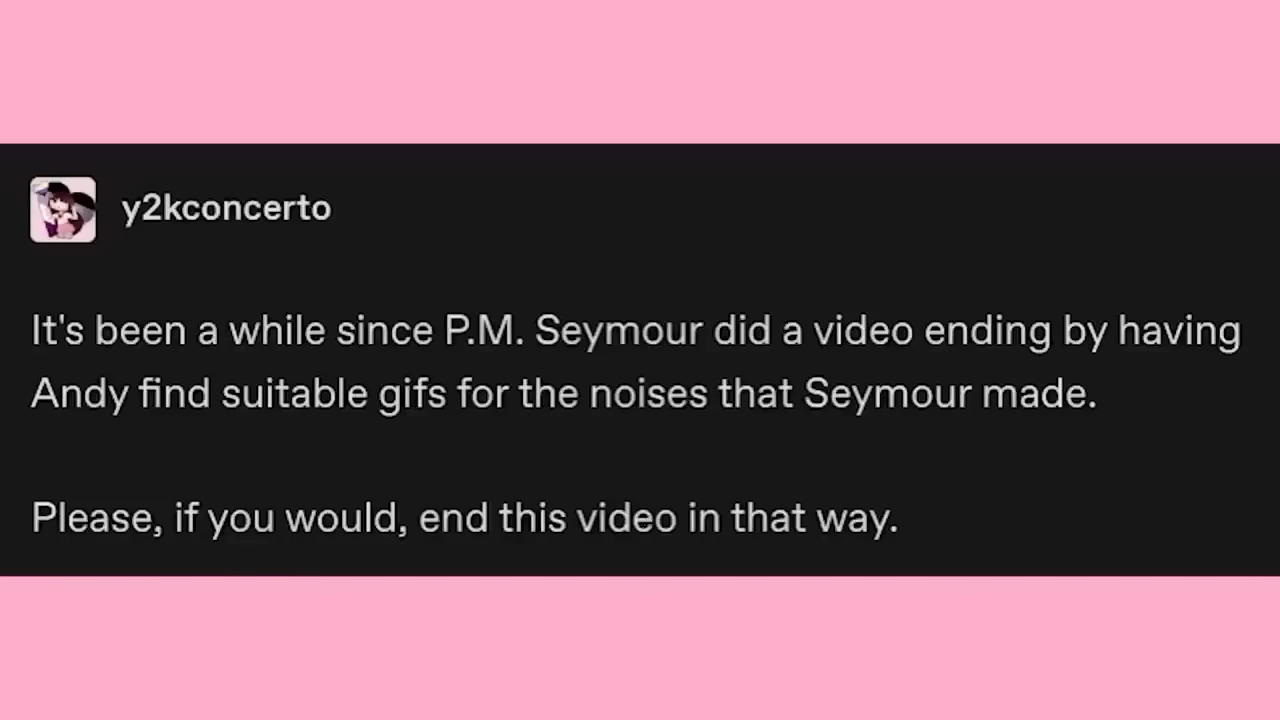 y2kconcerto
It's been a while since P.M. Seymour did a video ending by having
Andy find suitable gifs for the noises that Seymour made.
Please, if you would, end this video in that way.